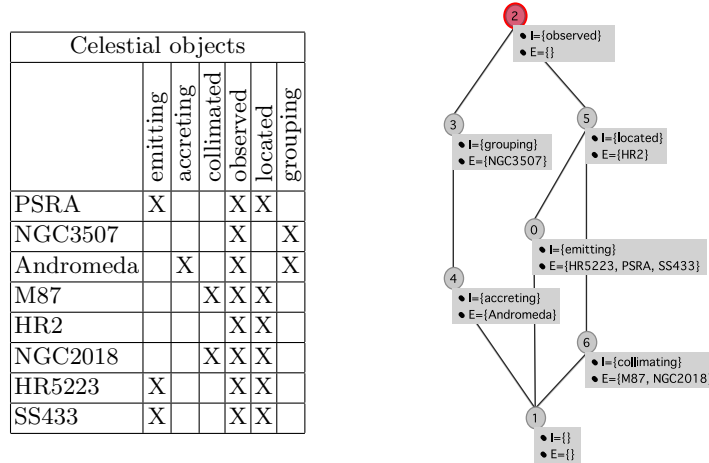 Celestial objects
emitting accreting collimated observed located grouping
PSRA X X X
NGC3507 X X
Andromeda X X X
M87 X X X
HR2 X X
NGC2018 X X X
HR5223 X X X
SS433 X X X
2
I={observed}
E={}
3
I={grouping}
E={NGC3507}
5
I={located}
E={HR2}
0
I={emitting}
E={HR5223, PSRA, SS433}
4
I={accreting}
E={Andromeda}
6
I={collimating}
E={M87, NGC2018
1
I={}
E={}